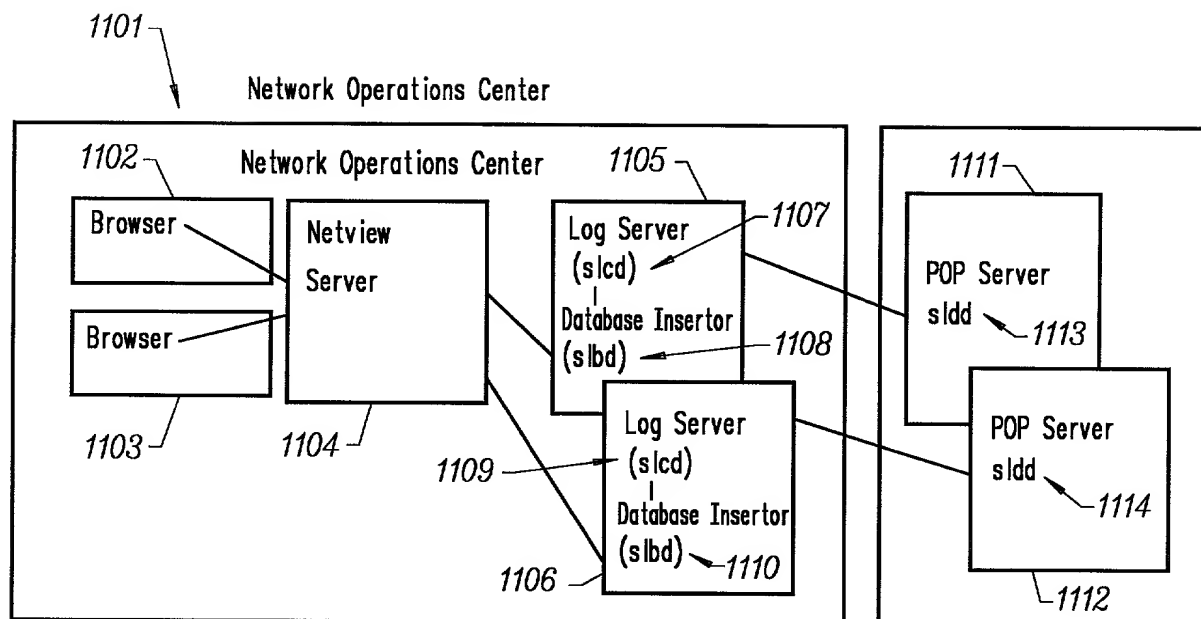 1101
Network Operations Center
Network Operations Center
1102
1105
1111
Browser
Netview
Server
Log Server
(slcd)
1107
Database Insertor
(slbd)
1108
POP Server
sldd
1113
Browser
1103
1104
Log Server
(slcd)
1109
Database Insertor
(slbd)
1110
1106
POP Server
sldd
1114
1112